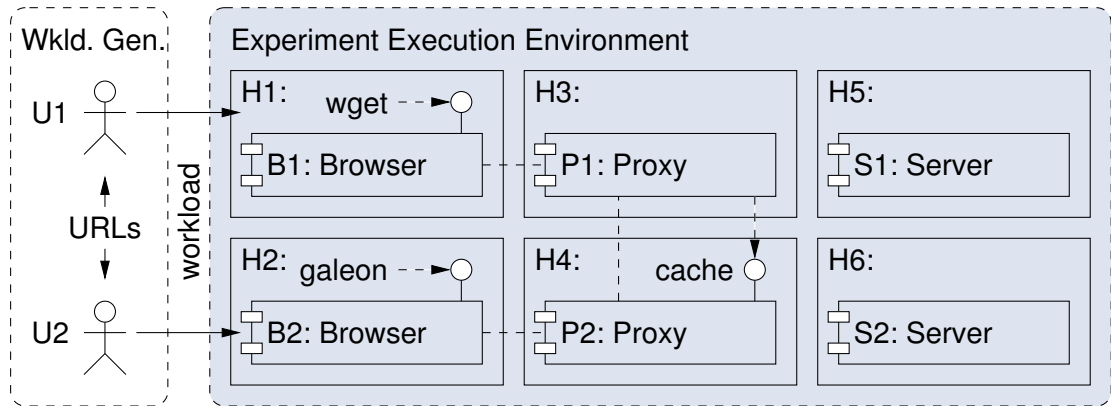 Wkld. Gen.
Experiment Execution Environment
U1
H1:
wget
B1: Browser
H3:
P1: Proxy
H5:
S1: Server
URLs
workload
U2
H2:
galeon
B2: Browser
H4:
cache
P2: Proxy
H6:
S2: Server